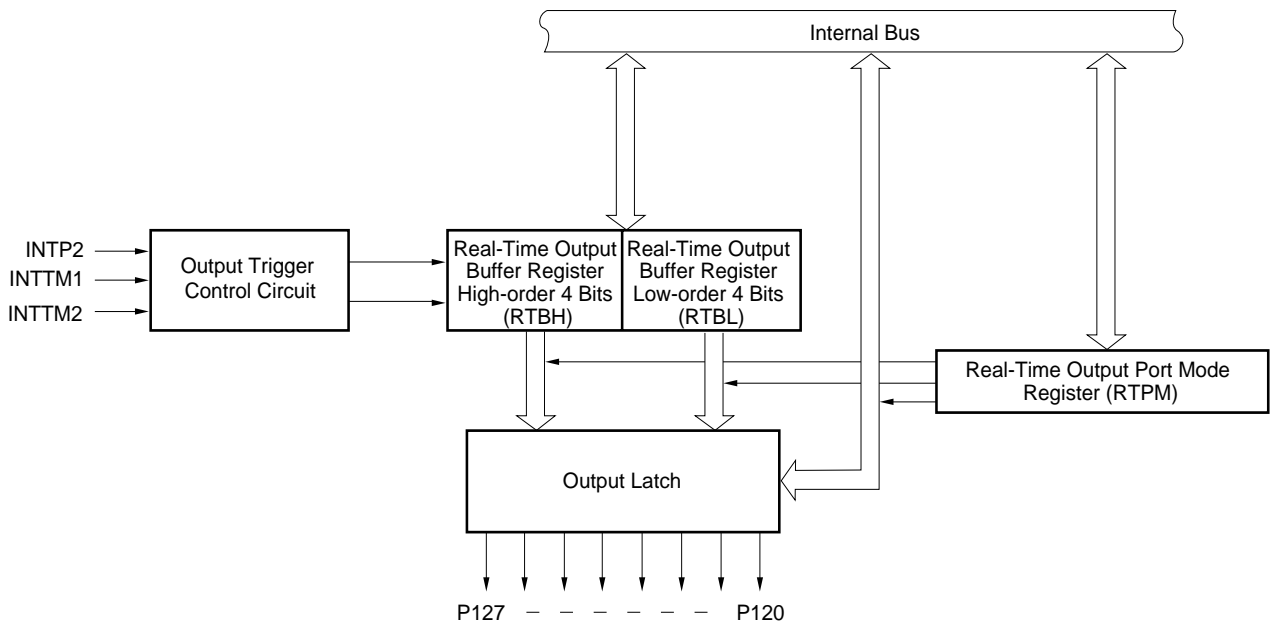 Internal Bus
INTP2
INTTM1
INTTM2
Output Trigger
Control Circuit
Real-Time Output
Buffer Register
High-order 4 Bits
(RTBH)
Real-Time Output
Buffer Register
Low-order 4 Bits
(RTBL)
Real-Time Output Port Mode
Register (RTPM)
Output Latch
P127 – – – – – – P120